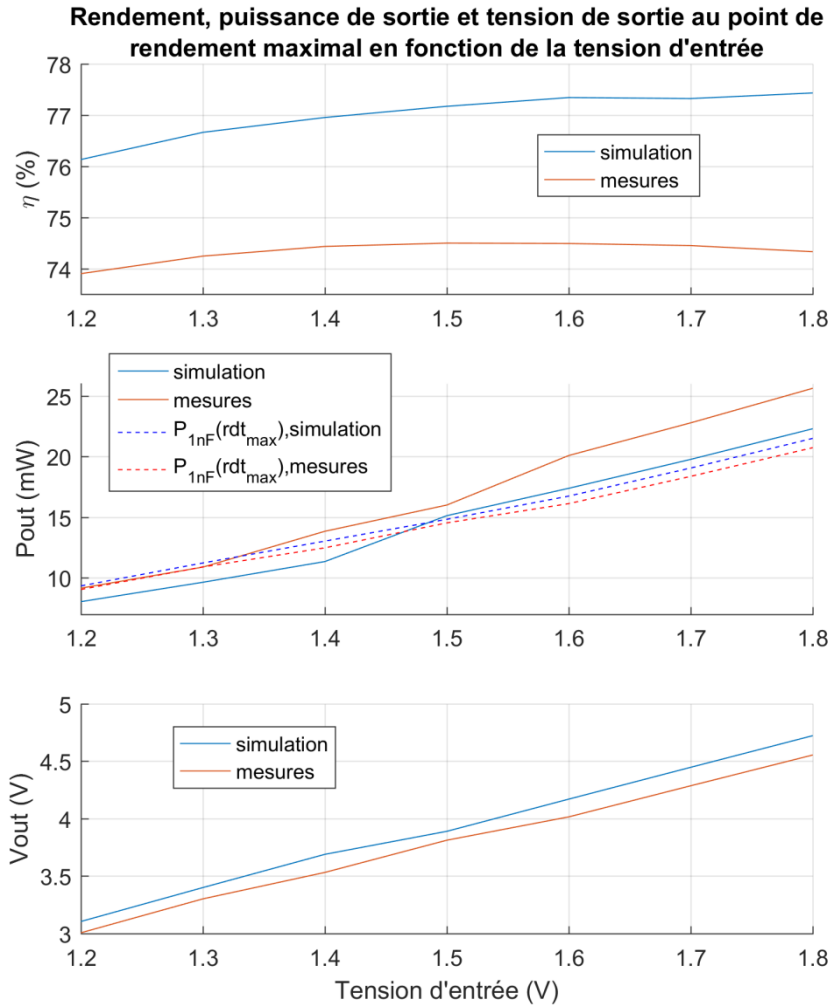 Rendement, puissance de sortie et tension de sortie au point de
rendement maximal en fonction de la tension d'entrée
78
77
76
75
74
η (%)
simulation
mesures
1.2 1.3 1.4 1.5 1.6 1.7 1.8
simulation
mesures
P1nF(rdtmax),simulation
P1nF(rdtmax),mesures
25
20
15
10
Pout (mW)
1.2 1.3 1.4 1.5 1.6 1.7 1.8
5
4.5
4
3.5
3
Vout (V)
simulation
mesures
1.2 1.3 1.4 1.5 1.6 1.7 1.8
Tension d'entrée (V)